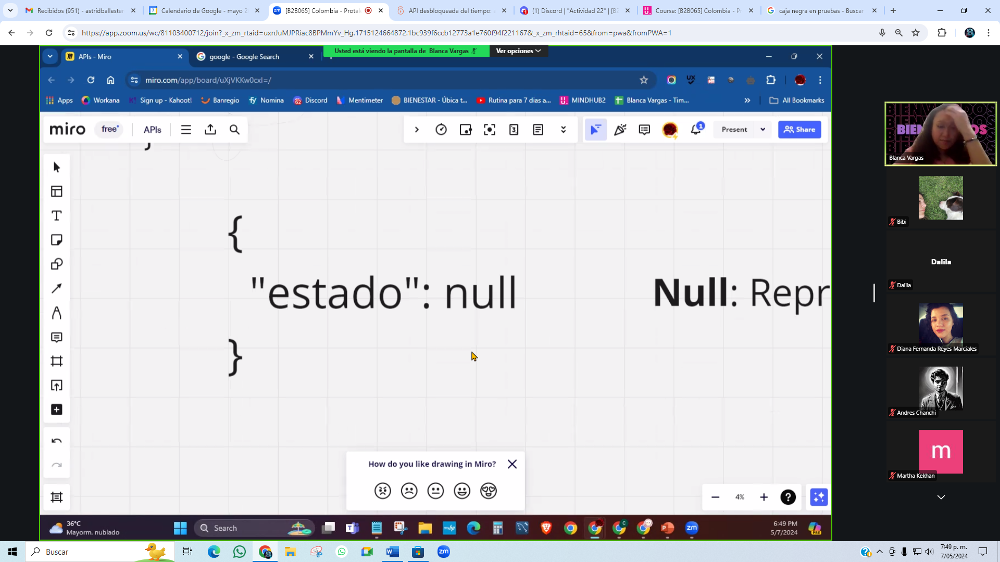 Recibidos (951) - astridballester
Calendario de Google - mayo 2
[B2B065] Colombia - Protale
API desbloqueada del tiempo: a
(1) Discord | "Actividad 22" | [B2
Course: [B2B065] Colombia - Pr
caja negra en pruebas - Buscar
https://app.zoom.us/wc/81103400712/join?_x_zm_rtaid=uxnJuMJPRiac8BPMmYv_Hg.1715124664872.1bc939f6ccb12773a1e760f94f221167&_x_zm_rhtaid=65&from=pwa&fromPWA=1
Usted está viendo la pantalla de Blanca Vargas
Ver opciones
APIs - Miro
google - Google Search
miro.com/app/board/uXjVKKw0cxI=/
Apps
Workana
Sign up - Kahoot!
Banregio
Nomina
Discord
Mentimeter
BIENESTAR - Úbica t...
Rutina para 7 dias a...
MINDHUB2
Blanca Vargas - Tim...
All Bookmarks
miro
free
APIs
Present
Share
}
{
"estado": null
}
Null: Repr
How do you like drawing in Miro?
4%
36°C
Mayorm. nublado
Search
6:49 PM
5/7/2024
Blanca Vargas
Bibi
Dalila
Dalila
Diana Fernanda Reyes Marciales
Andres Chanchi
m
Martha Kekhan
Buscar
7:49 p. m.
7/05/2024